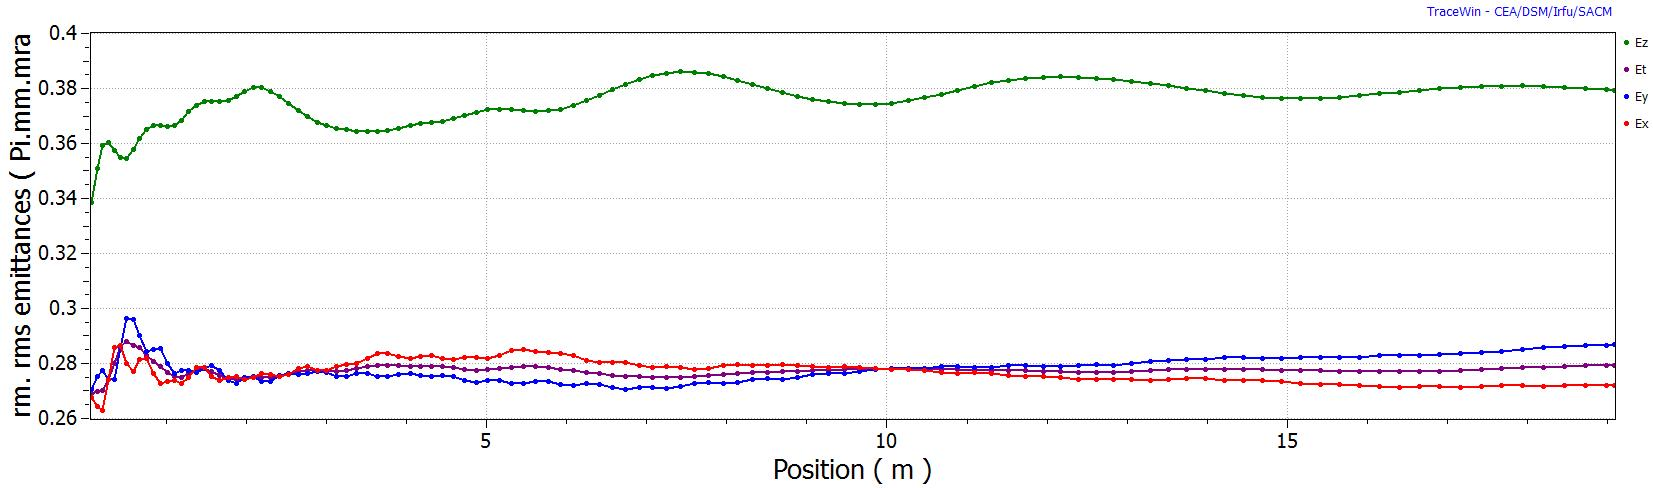 TraceWin - CEA/DSM/Irfu/SACM
rm. rms emittances ( Pi.mm.mra
0.4
0.38
0.36
0.34
0.32
0.3
0.28
0.26
5
10
15
Position ( m )
Ez
Et
Ey
Ex